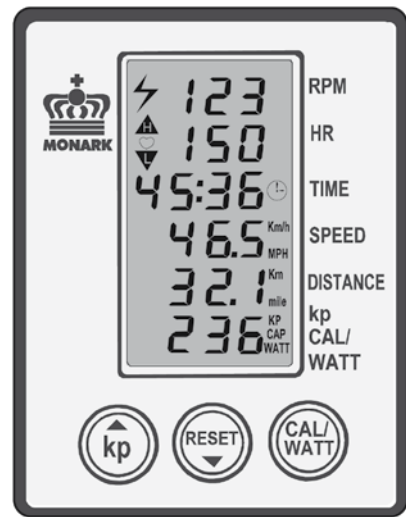 MONARK
123 RPM
H
150 HR
L
45:36 TIME
46.5 Km/h MPH SPEED
32.1 Km mile DISTANCE
236 KP CAP WATT
kp
CAL/
WATT
kp
RESET
CAL/
WATT